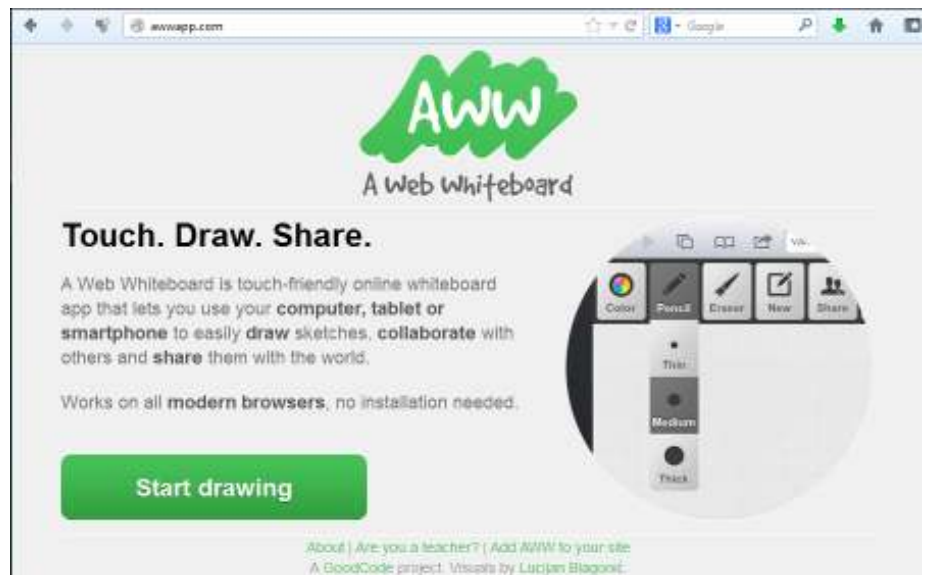 awwapp.com
Google
AWW
A Web Whiteboard
Touch. Draw. Share.
A Web Whiteboard is touch-friendly online whiteboard
app that lets you use your computer, tablet or
smartphone to easily draw sketches, collaborate with
others and share them with the world.
Works on all modern browsers, no installation needed.
Color Pencil Eraser New Share
Thin
Medium
Thick
Start drawing
About | Are you a teacher? | Add AWW to your site
A GoodCode project. Visuals by Lucijan Blagonić.